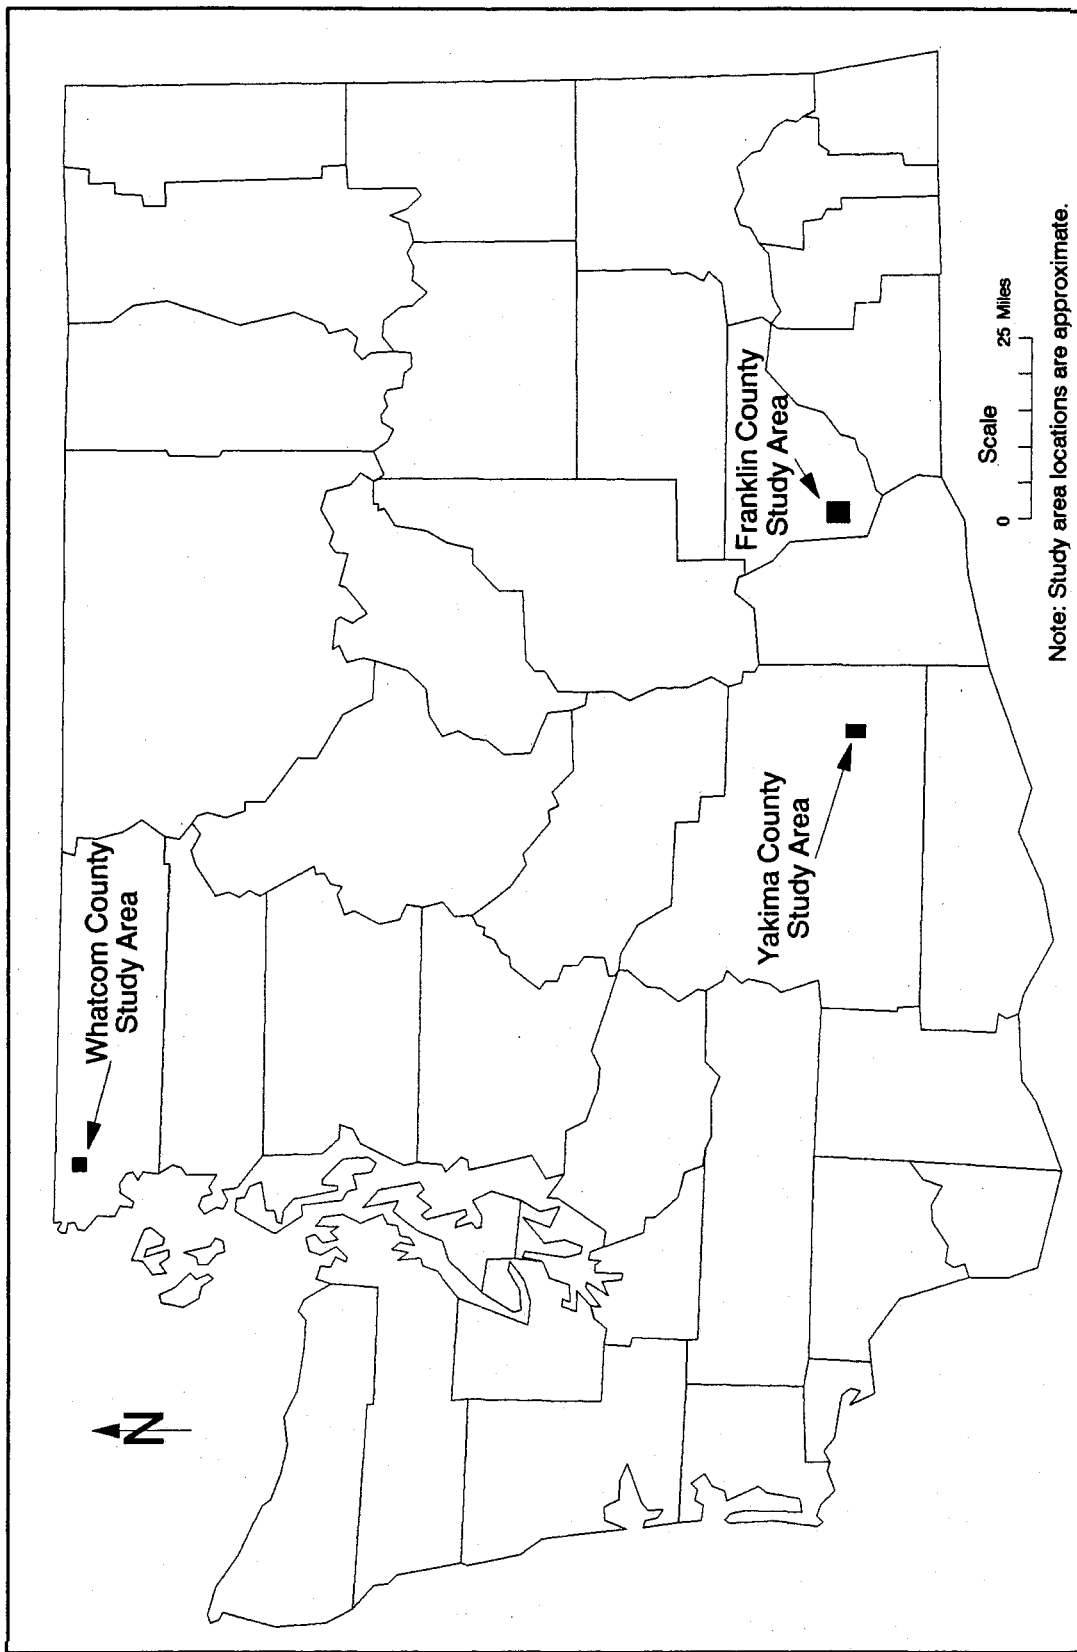 N
Whatcom County
Study Area
Yakima County
Study Area
Franklin County
Study Area
Scale
0 25 Miles
Note: Study area locations are approximate.